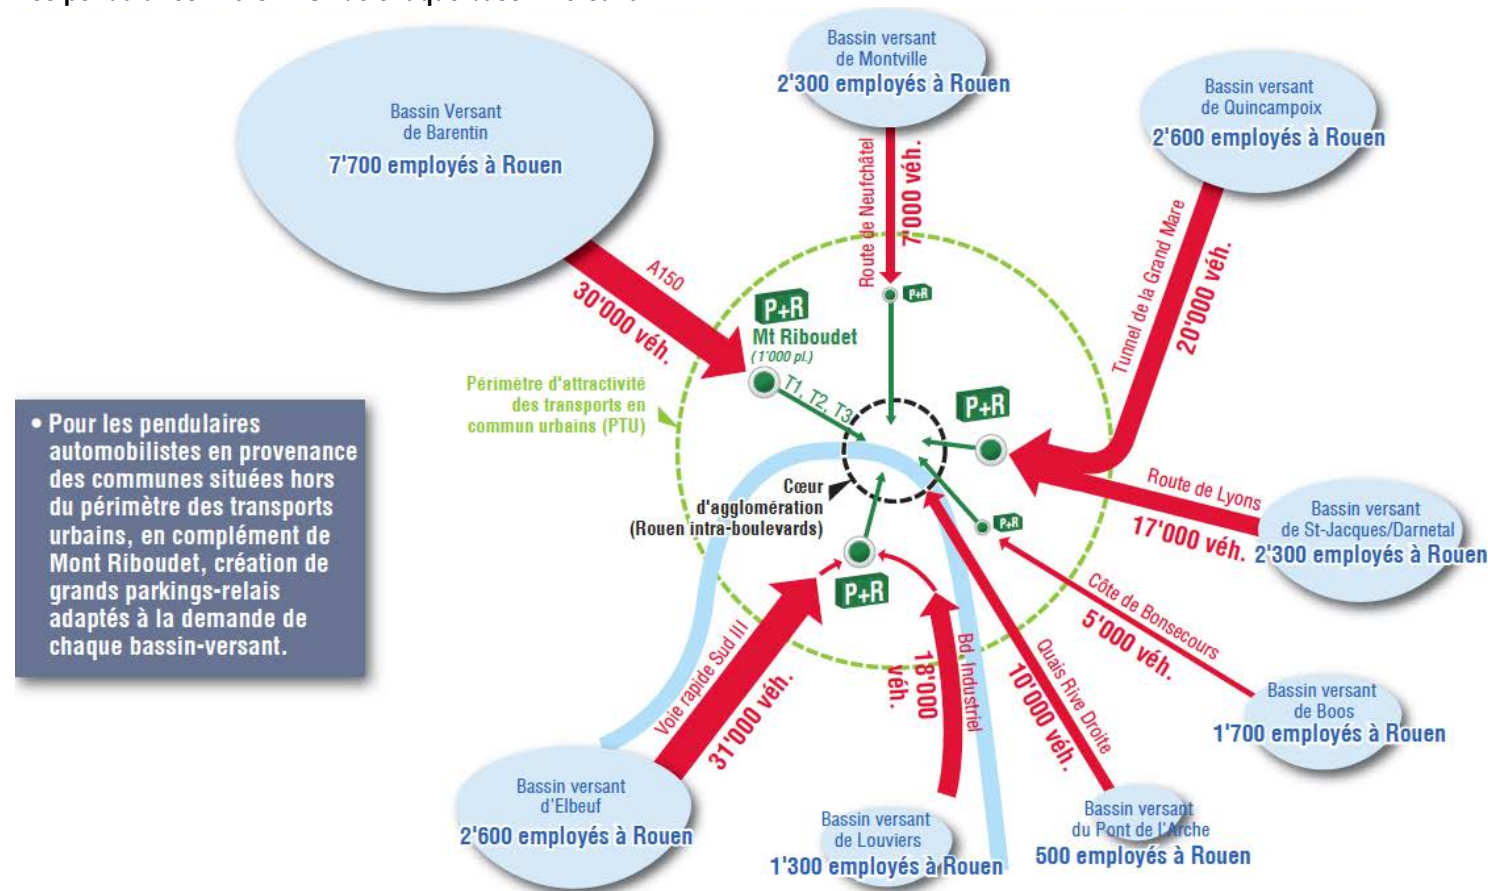 Bassin versant
de Montville
2'300 employés à Rouen
Bassin versant
de Quincampoix
2'600 employés à Rouen
Bassin Versant
de Barentin
7'700 employés à Rouen
Route de Neufchâtel
7'000 véh.
Tunnel de la Grand Mare
20'000 véh.
A150
30'000 véh.
P+R
P+R
Mt Riboudet
(1'000 pl.)
T1, T2, T3
P+R
Périmètre d'attractivité
des transports en
commun urbains (PTU)
• Pour les pendulaires
automobilistes en provenance
des communes situées hors
du périmètre des transports
urbains, en complément de
Mont Riboudet, création de
grands parkings-relais
adaptés à la demande de
chaque bassin-versant.
Cœur
d'agglomération
(Rouen intra-boulevards)
Route de Lyons
17'000 véh.
Bassin versant
de St-Jacques/Darnetal
2'300 employés à Rouen
P+R
P+R
Côte de Bonsecours
5'000 véh.
Voie rapide Sud III
31'000 véh.
18'000
véh.
Bd. Industriel
Quais Rive Droite
10'000 véh.
Bassin versant
de Boos
1'700 employés à Rouen
Bassin versant
d'Elbeuf
2'600 employés à Rouen
Bassin versant
de Louviers
1'300 employés à Rouen
Bassin versant
du Pont de l'Arche
500 employés à Rouen